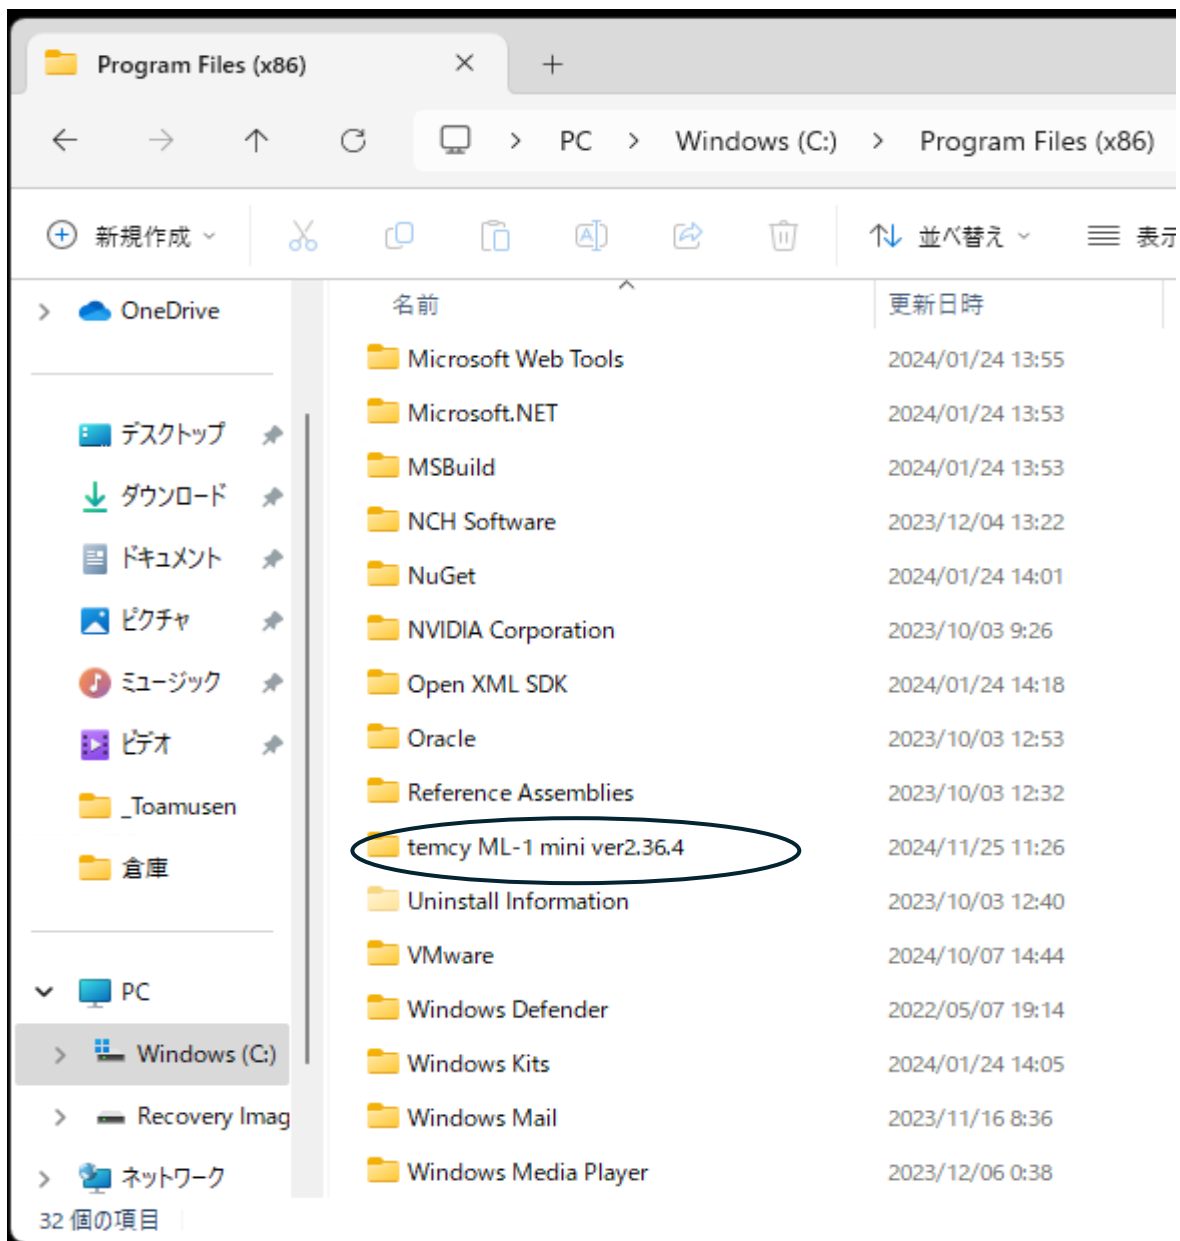 Program Files (x86)
PC > Windows (C:) > Program Files (x86)
新規作成 並べ替え 表示
OneDrive
デスクトップ
ダウンロード
ドキュメント
ピクチャ
ミュージック
ビデオ
_Toamusen
倉庫
PC
Windows (C:)
Recovery Imag
ネットワーク
名前 更新日時
Microsoft Web Tools 2024/01/24 13:55
Microsoft.NET 2024/01/24 13:53
MSBuild 2024/01/24 13:53
NCH Software 2023/12/04 13:22
NuGet 2024/01/24 14:01
NVIDIA Corporation 2023/10/03 9:26
Open XML SDK 2024/01/24 14:18
Oracle 2023/10/03 12:53
Reference Assemblies 2023/10/03 12:32
temcy ML-1 mini ver2.36.4 2024/11/25 11:26
Uninstall Information 2023/10/03 12:40
VMware 2024/10/07 14:44
Windows Defender 2022/05/07 19:14
Windows Kits 2024/01/24 14:05
Windows Mail 2023/11/16 8:36
Windows Media Player 2023/12/06 0:38
32 個の項目